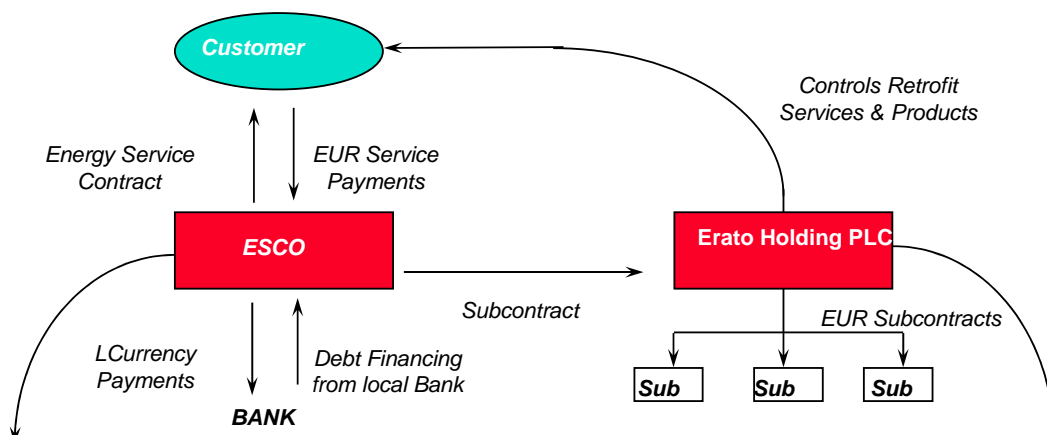 Customer
Controls Retrofit
Services & Products
Energy Service
Contract
EUR Service
Payments
ESCO
Erato Holding PLC
Subcontract
EUR Subcontracts
LCurrency
Payments
Debt Financing
from local Bank
BANK
Sub
Sub
Sub